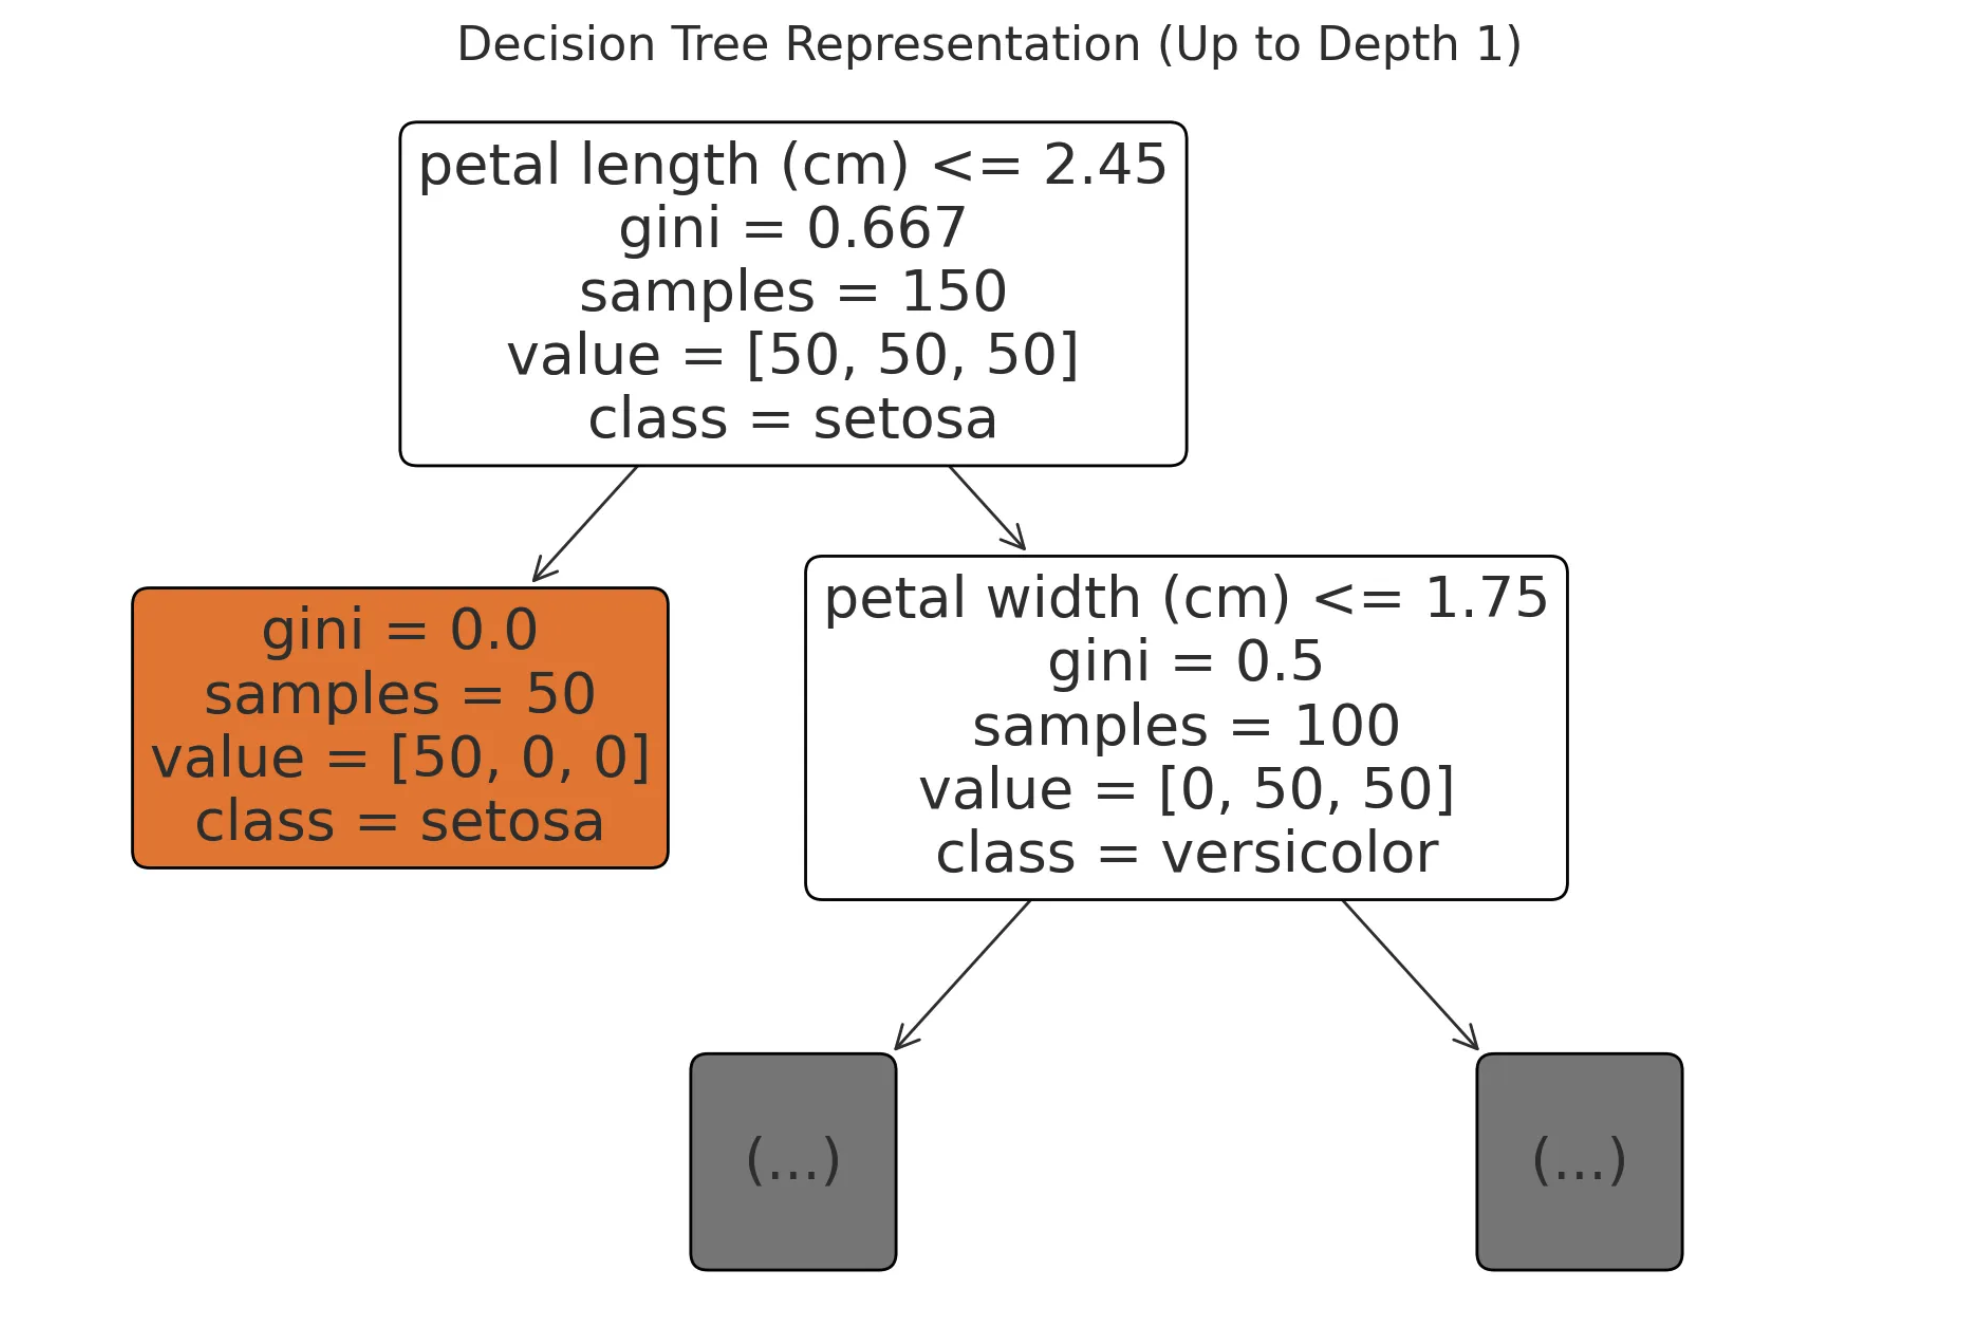 Decision Tree Representation (Up to Depth 1)
petal length (cm) <= 2.45
gini = 0.667
samples = 150
value = [50, 50, 50]
class = setosa
gini = 0.0
samples = 50
value = [50, 0, 0]
class = setosa
petal width (cm) <= 1.75
gini = 0.5
samples = 100
value = [0, 50, 50]
class = versicolor
(...)
(...)